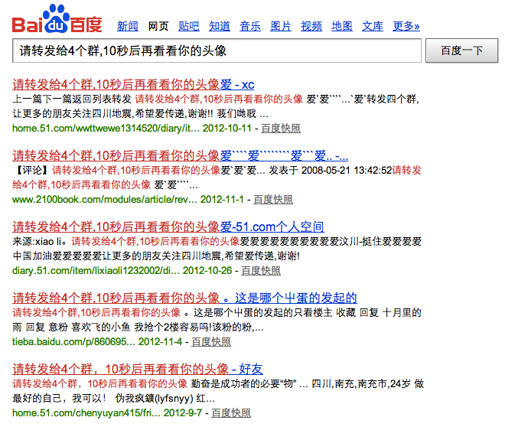 Bai du 百度 新闻 网页 贴吧 知道 音乐 图片 视频 地图 文库 更多»
请转发给4个群,10秒后再看看你的头像 百度一下
请转发给4个群,10秒后再看看你的头像爱 - xc
上一篇下一篇返回列表转发 请转发给4个群,10秒后再看看你的头像 爱`爱````...`爱`转发四个群,
让更多的朋友关注四川地震,希望爱传递,谢谢!! 我们哋戬 ...
home.51.com/wwttwewe1314520/diary/it... 2012-10-11 - 百度快照
请转发给4个群,10秒后再看看你的头像爱````爱````````爱```爱.. -...
【评论】请转发给4个群,10秒后再看看你的头像爱`爱`爱... 发表于 2008-05-21 13:42:52请转发
给4个群,10秒后再看看你的头像 爱`爱````...
www.2100book.com/modules/article/rev... 2012-11-1 - 百度快照
请转发给4个群,10秒后再看看你的头像爱-51.com个人空间
来源:xiao li。请转发给4个群,10秒后再看看你的头像爱爱爱爱爱爱爱爱爱爱爱汶川-挺住爱爱爱爱
中国加油爱爱爱爱爱让更多的朋友关注四川地震,希望爱传递,谢谢!
diary.51.com/item/lixiaoli1232002/di... 2012-10-26 - 百度快照
请转发给4个群,10秒后再看看你的头像 。这是哪个屮蛋的发起的
请转发给4个群,10秒后再看看你的头像 。这是哪个屮蛋的发起的只看楼主 收藏 回复 十月里的
雨 回复 意粉 喜欢飞的小鱼 我抢个2楼容易吗!该粉的粉,...
tieba.baidu.com/p/860695... 2012-11-4 - 百度快照
请转发给4个群，10秒后再看看你的头像 - 好友
请转发给4个群，10秒后再看看你的头像 勤奋是成功者的必要“物” ... 四川,南充,南充市,24岁 做
最好的自己，我可以！ 伪我疯鑶(lyfsnyy) 红...
home.51.com/chenyuyan415/fri... 2012-9-7 - 百度快照